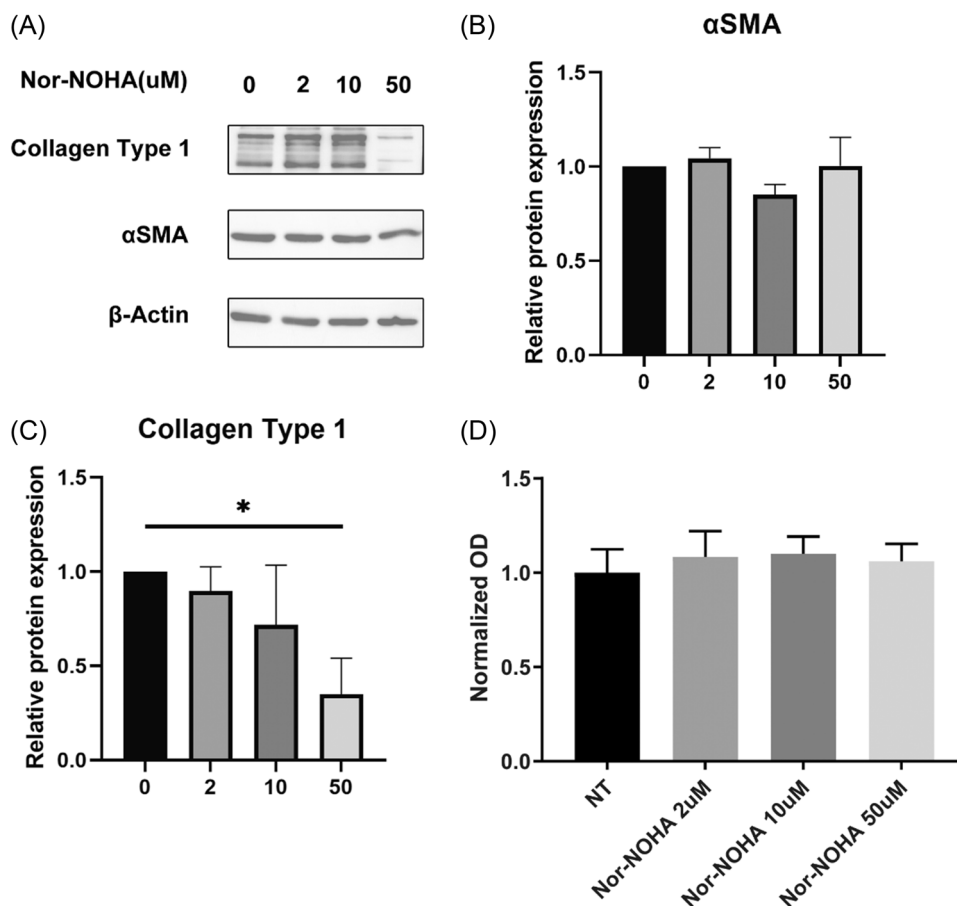 (A)
Nor-NOHA(uM) 0 2 10 50
Collagen Type 1
αSMA
β-Actin
(B)
αSMA
Relative protein expression
1.5
1.0
0.5
0.0
0 2 10 50
(C)
Collagen Type 1
Relative protein expression
1.5
1.0
0.5
0.0
*
0 2 10 50
(D)
Normalized OD
1.5
1.0
0.5
0.0
NT
Nor-NOHA 2uM
Nor-NOHA 10uM
Nor-NOHA 50uM